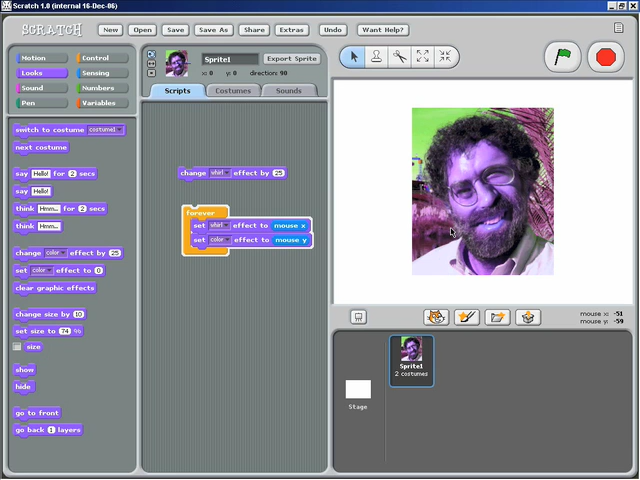 Scratch 1.0 (internal 16-Dec-06)
SCRATCH
New Open Save Save As Share Extras Undo Want Help?
Motion Control
Looks Sensing
Sound Numbers
Pen Variables
switch to costume costume1
next costume
say Hello! for 2 secs
say Hello!
think Hmm... for 2 secs
think Hmm...
change color effect by 25
set color effect to 0
clear graphic effects
change size by 10
set size to 74 %
size
show
hide
go to front
go back 1 layers
Sprite1 Export Sprite
x: 0 y: 0 direction: 90
Scripts Costumes Sounds
change whirl effect by 25
forever
set whirl effect to mouse x
set color effect to mouse y
mouse x: -51
mouse y: -59
Sprite1
2 costumes
Stage